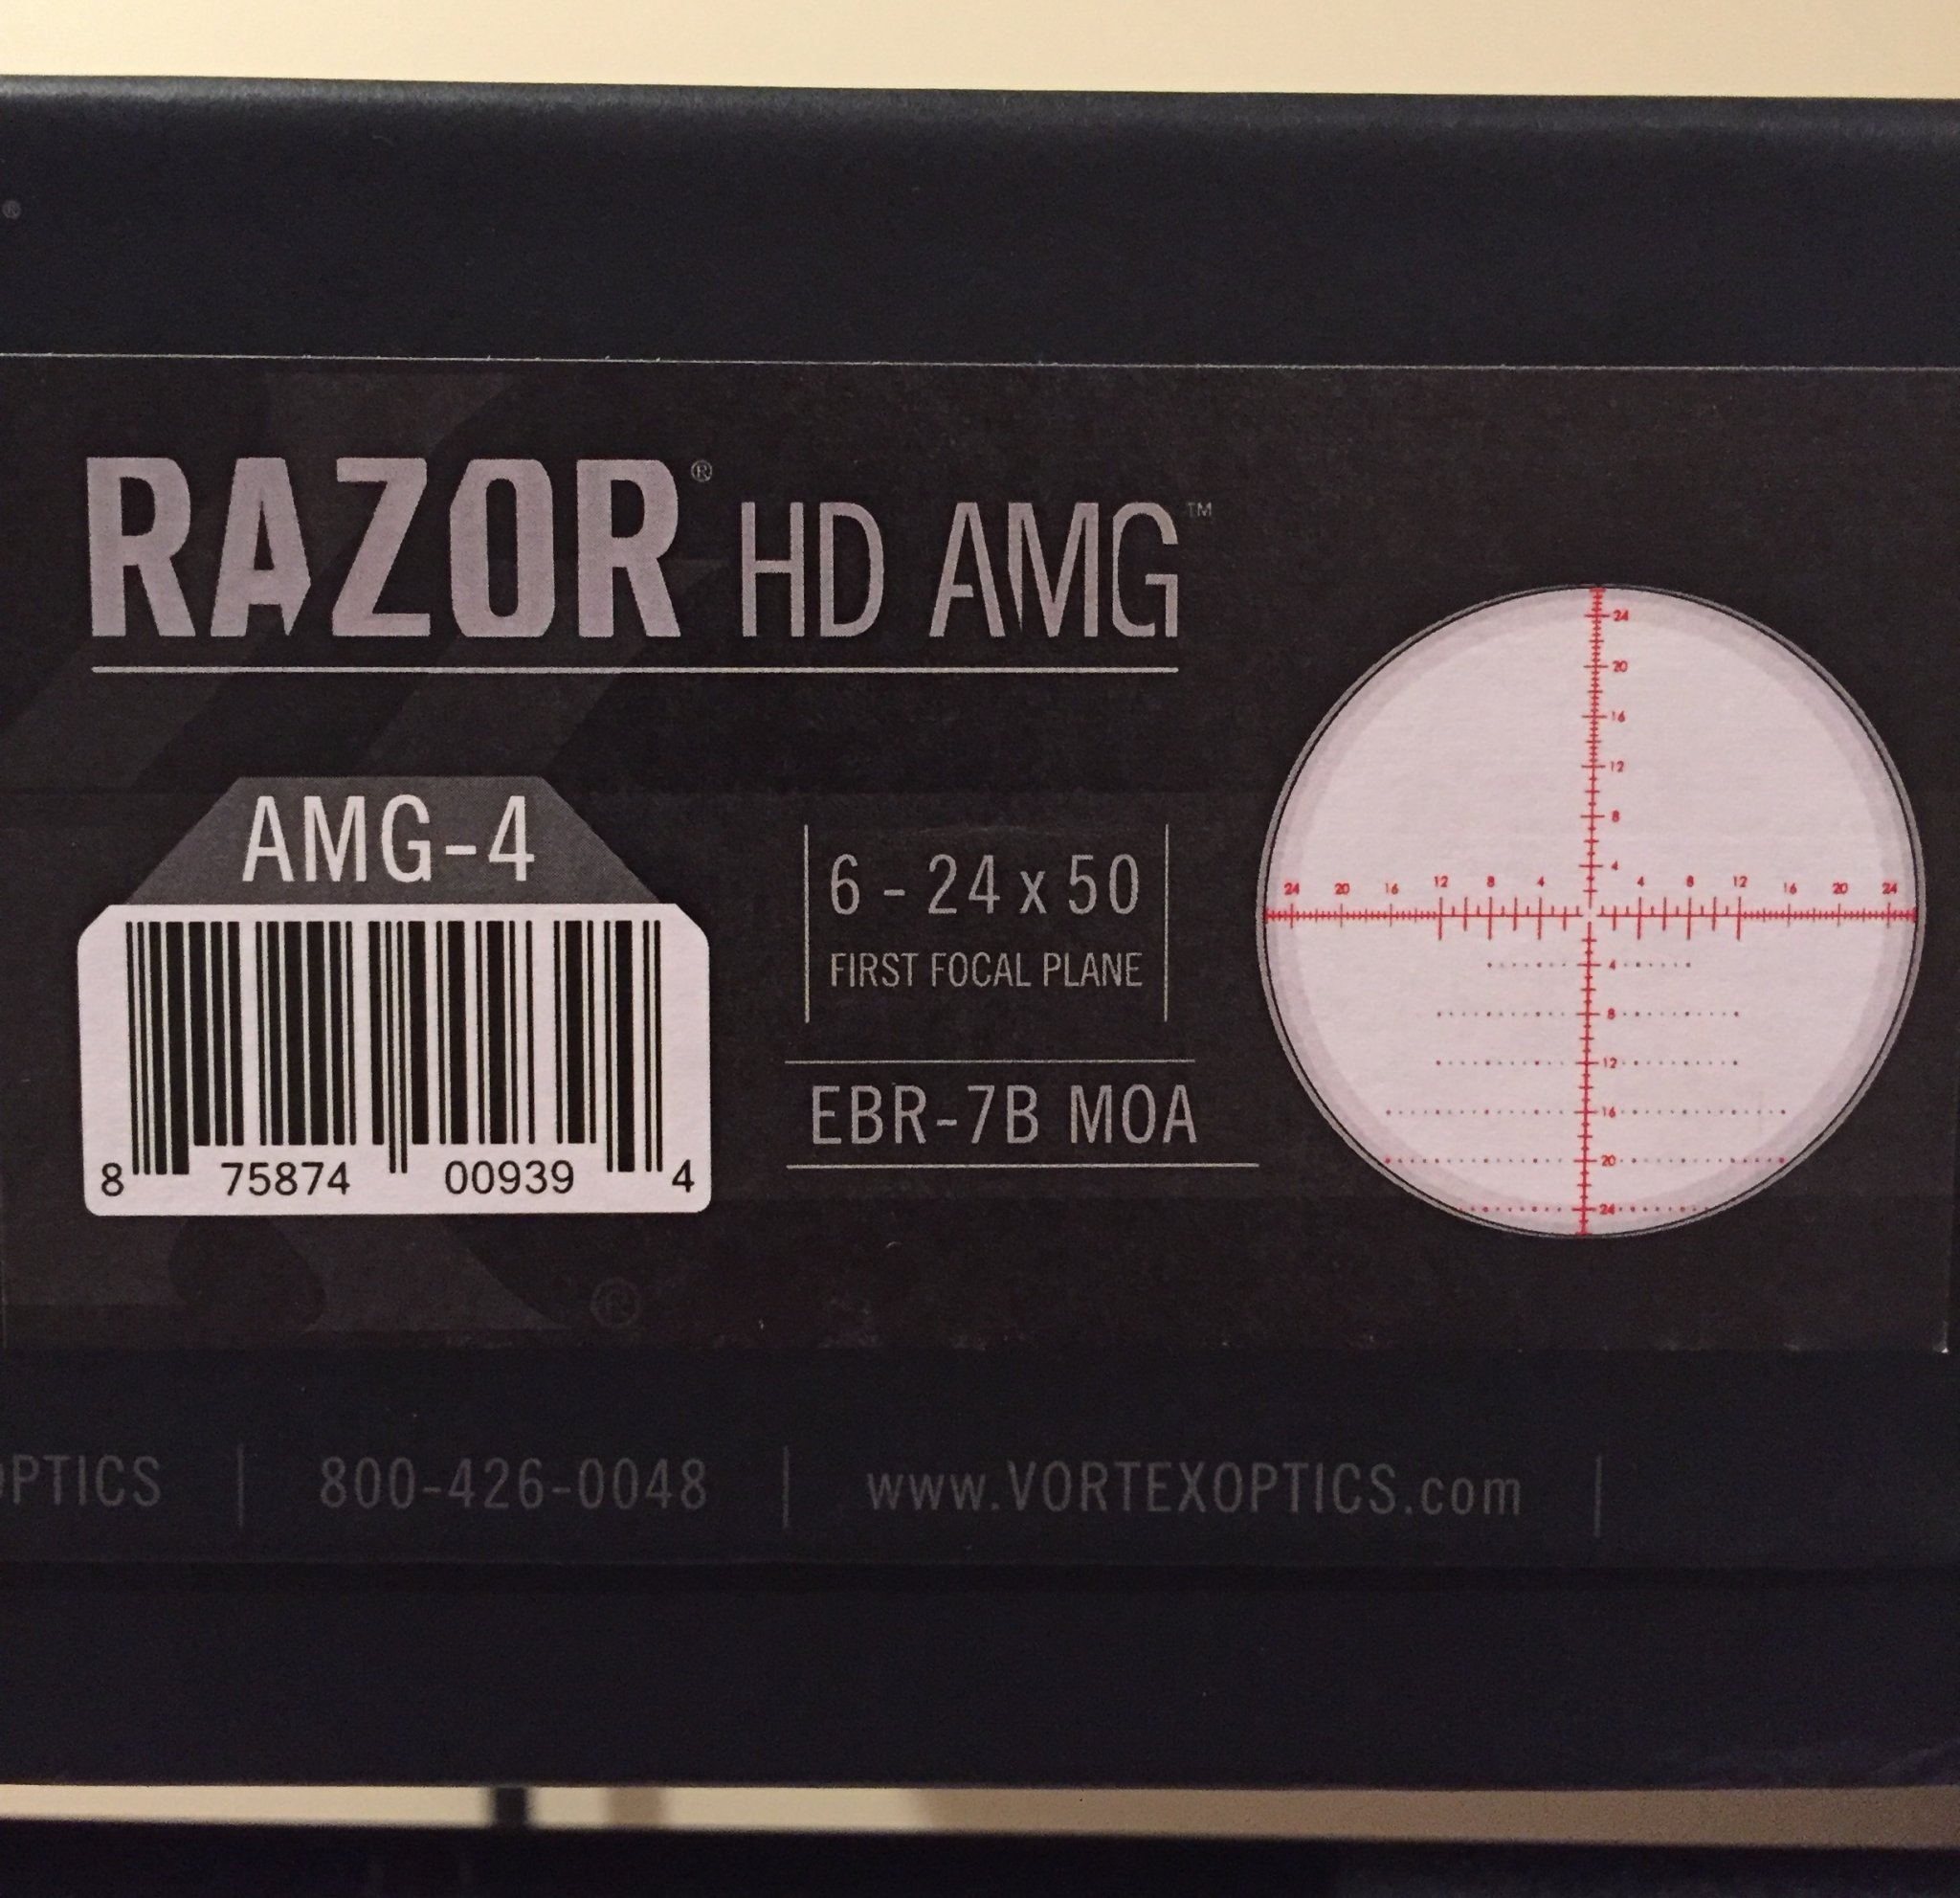 ®
RAZOR® HD AMG™
AMG-4
8 75874 00939 4
6 - 24 x 50
FIRST FOCAL PLANE
EBR-7B MOA
24
20
16
12
8
4
24 20 16 12 8 4 4 8 12 16 20 24
4
8
12
16
20
24
®
OPTICS | 800-426-0048 | www.VORTEXOPTICS.com |